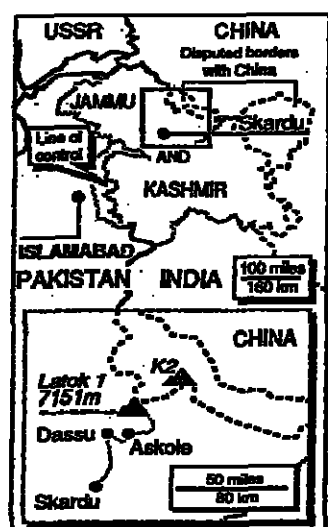 USSR
CHINA
Disputed borders
with China
JAMMU
Skardu
Line of
control
AND
KASHMIR
ISLAMABAD
PAKISTAN
INDIA
100 miles
160 km
CHINA
K2
Latok 1
7151m
Dassu
Askole
Skardu
50 miles
80 km